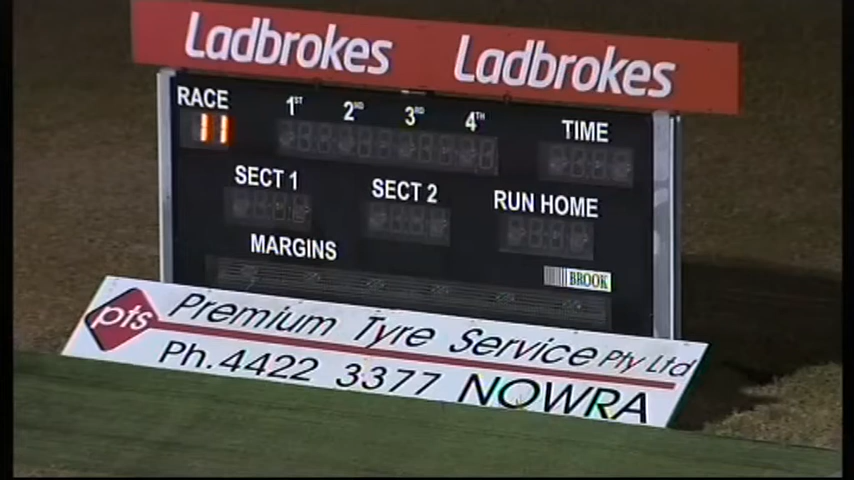 Ladbrokes Ladbrokes
RACE 1ST 2ND 3RD 4TH TIME
11
SECT 1 SECT 2 RUN HOME
MARGINS
BROOK
pts Premium Tyre Service Pty Ltd
Ph. 4422 3377 NOWRA